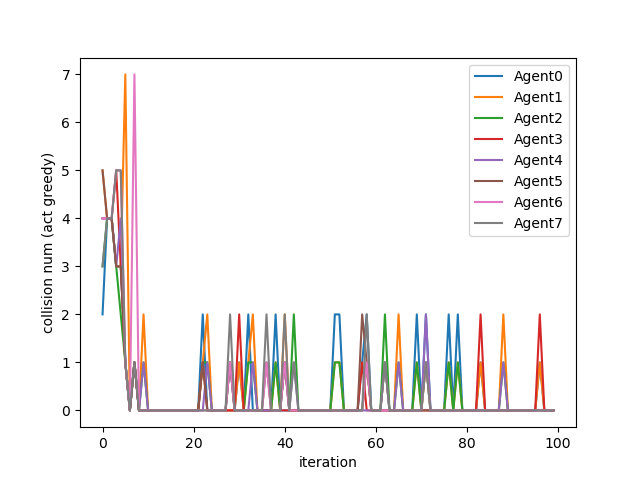 7
6
5
4
3
2
1
0
collision num (act greedy)
0
20
40
60
80
100
iteration
Agent0
Agent1
Agent2
Agent3
Agent4
Agent5
Agent6
Agent7